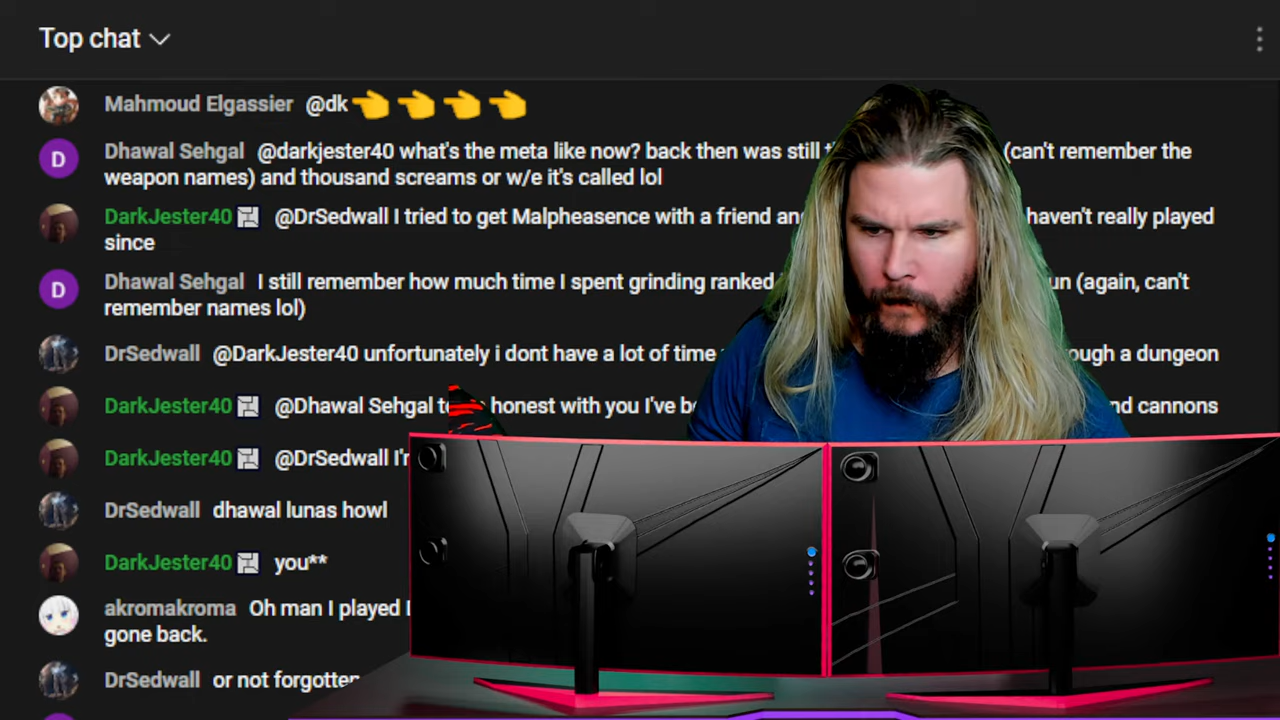 Top chat
Mahmoud Elgassier @dk👈👈👈👈
D
Dhawal Sehgal @darkjester40 what's the meta like now? back then was still (can't remember the
weapon names) and thousand screams or w/e it's called lol
DarkJester40 @DrSedwall I tried to get Malpheasence with a friend haven't really played
since
D
Dhawal Sehgal I still remember how much time I spent grinding ranked (again, can't
remember names lol)
DrSedwall @DarkJester40 unfortunately i dont have a lot of time a dungeon
DarkJester40 @Dhawal Sehgal honest with you I've cannons
DarkJester40 @DrSedwall
DrSedwall dhawal lunas howl
DarkJester40 you**
akromakroma Oh man I played
gone back.
DrSedwall or not forgotten